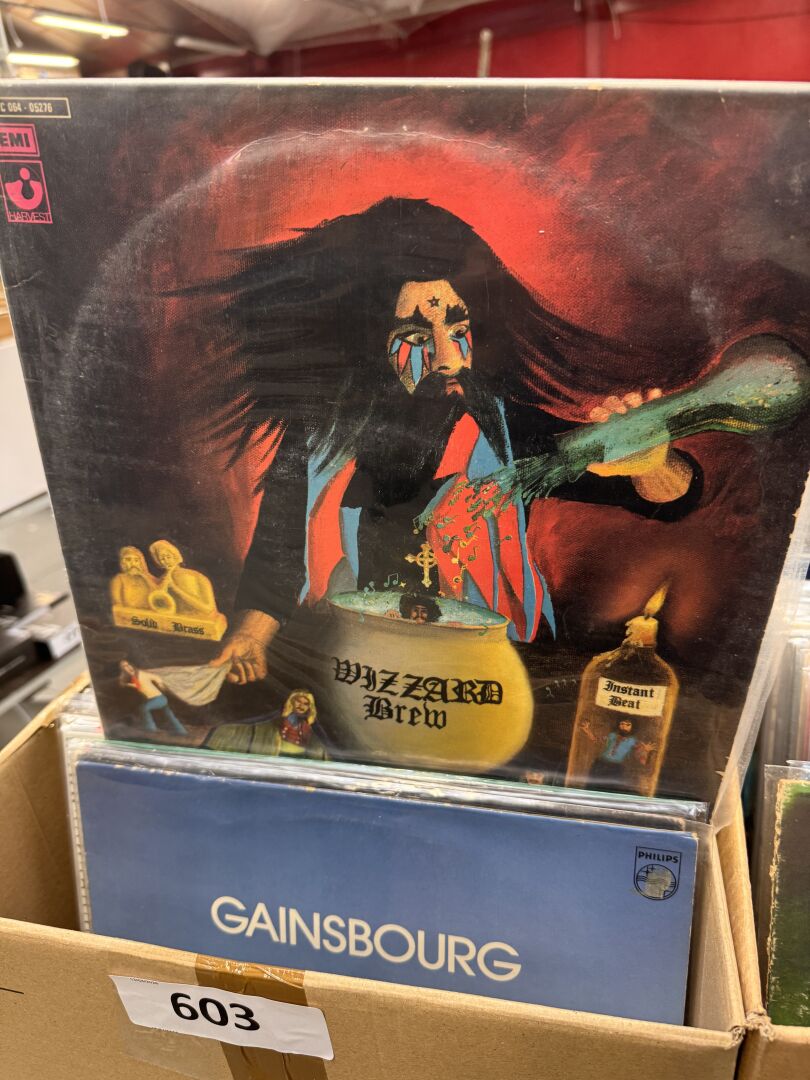 C 064 - 05276
EMI
HARVEST
Solid Brass
WIZZARD
Brew
Instant
Beat
PHILIPS
GAINSBOURG
603